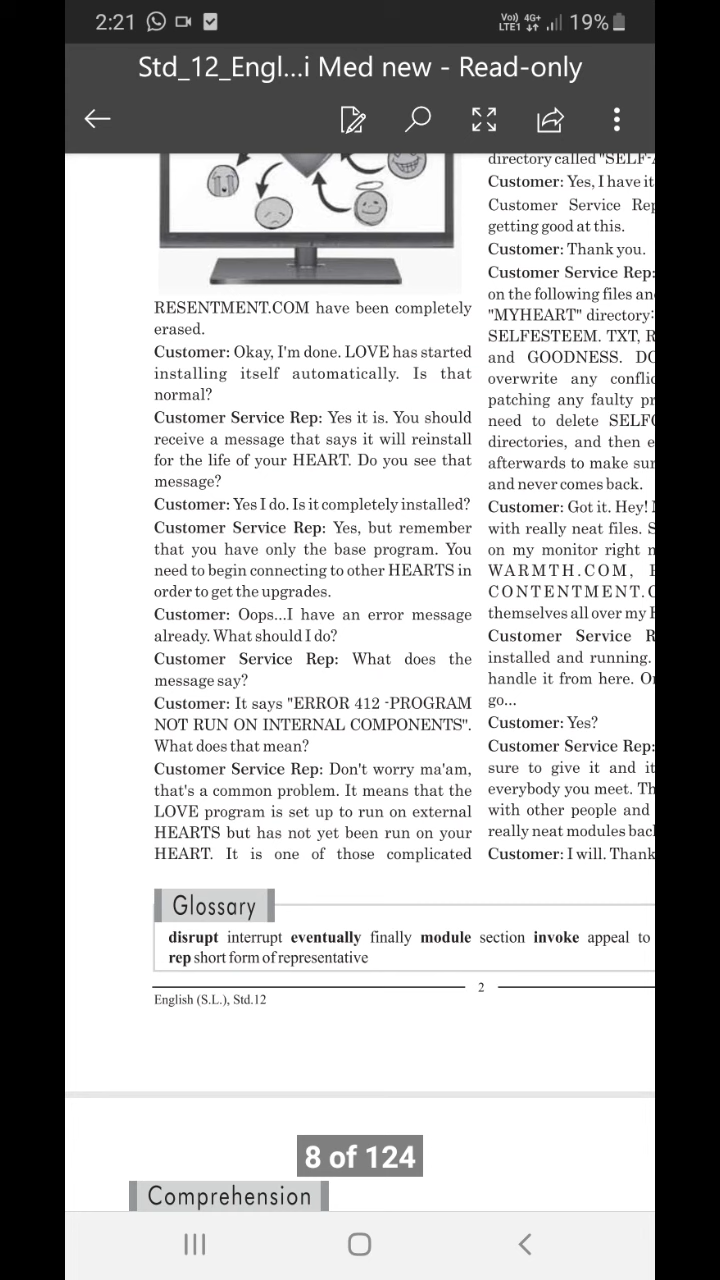 2:21
Vo)) 4G+
LTE1 19%
Std_12_Engl...i Med new - Read-only
RESENTMENT.COM have been completely
erased.
Customer: Okay, I'm done. LOVE has started
installing itself automatically. Is that
normal?
Customer Service Rep: Yes it is. You should
receive a message that says it will reinstall
for the life of your HEART. Do you see that
message?
Customer: Yes I do. Is it completely installed?
Customer Service Rep: Yes, but remember
that you have only the base program. You
need to begin connecting to other HEARTS in
order to get the upgrades.
Customer: Oops...I have an error message
already. What should I do?
Customer Service Rep: What does the
message say?
Customer: It says "ERROR 412 -PROGRAM
NOT RUN ON INTERNAL COMPONENTS".
What does that mean?
Customer Service Rep: Don't worry ma'am,
that's a common problem. It means that the
LOVE program is set up to run on external
HEARTS but has not yet been run on your
HEART. It is one of those complicated
directory called "SELF-
Customer: Yes, I have it
Customer Service Rep
getting good at this.
Customer: Thank you.
Customer Service Rep:
on the following files an
"MYHEART" directory:
SELFESTEEM. TXT, R
and GOODNESS. DO
overwrite any conflic
patching any faulty pr
need to delete SELF
directories, and then e
afterwards to make sur
and never comes back.
Customer: Got it. Hey!
with really neat files. S
on my monitor right n
WARMTH.COM,
CONTENTMENT.C
themselves all over my
Customer Service R
installed and running.
handle it from here. O
go...
Customer: Yes?
Customer Service Rep:
sure to give it and it
everybody you meet. Th
with other people and
really neat modules bac
Customer: I will. Thank
Glossary
disrupt interrupt eventually finally module section invoke appeal to
rep short form of representative
2
English (S.L.), Std.12
8 of 124
Comprehension